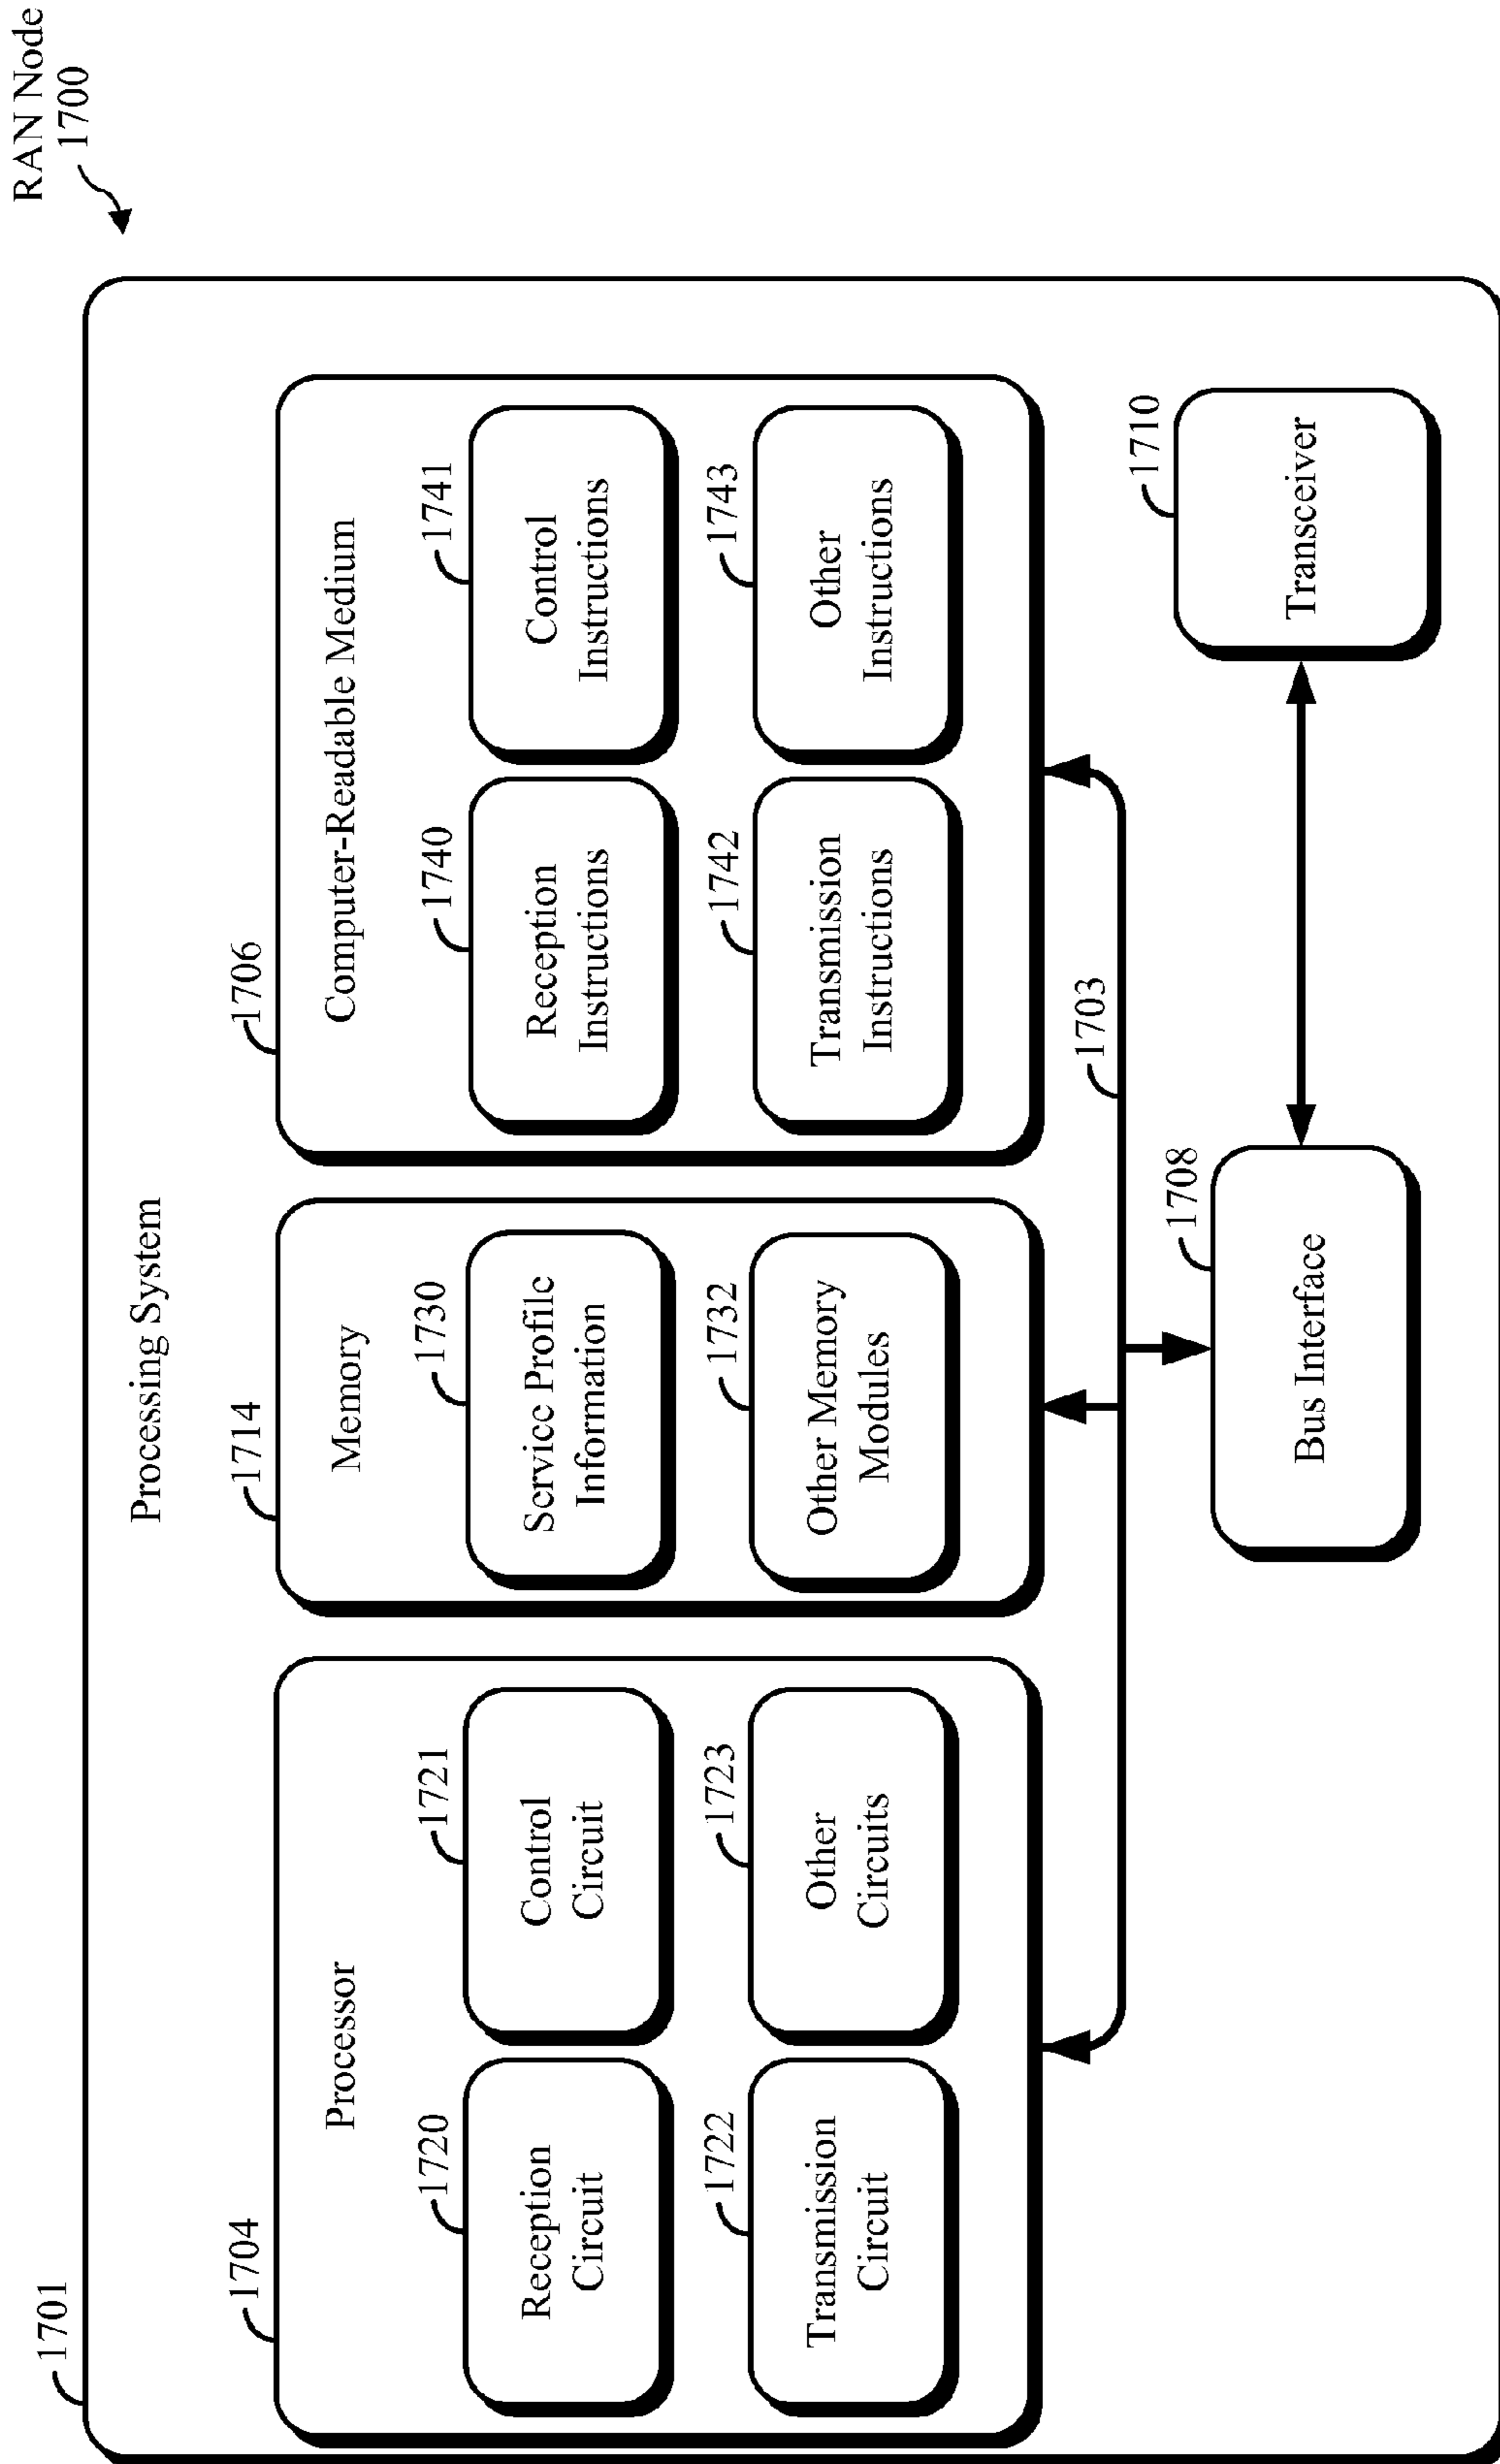 RAN Node
1700
1701
Processing System
1704
Processor
1720
Reception
Circuit
1721
Control
Circuit
1722
Transmission
Circuit
1723
Other
Circuits
1714
Memory
1730
Service Profile
Information
1732
Other Memory
Modules
1706
Computer-Readable Medium
1740
Reception
Instructions
1741
Control
Instructions
1742
Transmission
Instructions
1743
Other
Instructions
1703
1708
Bus Interface
1710
Transceiver